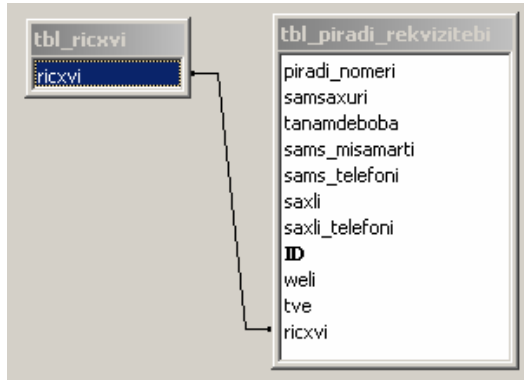 tbl_ricxvi
ricxvi
tbl_piradi_rekvizitebi
piradi_nomeri
samsaxuri
tanamdeboba
sams_misamarti
sams_telefoni
saxli
saxli_telefoni
ID
weli
tve
ricxvi